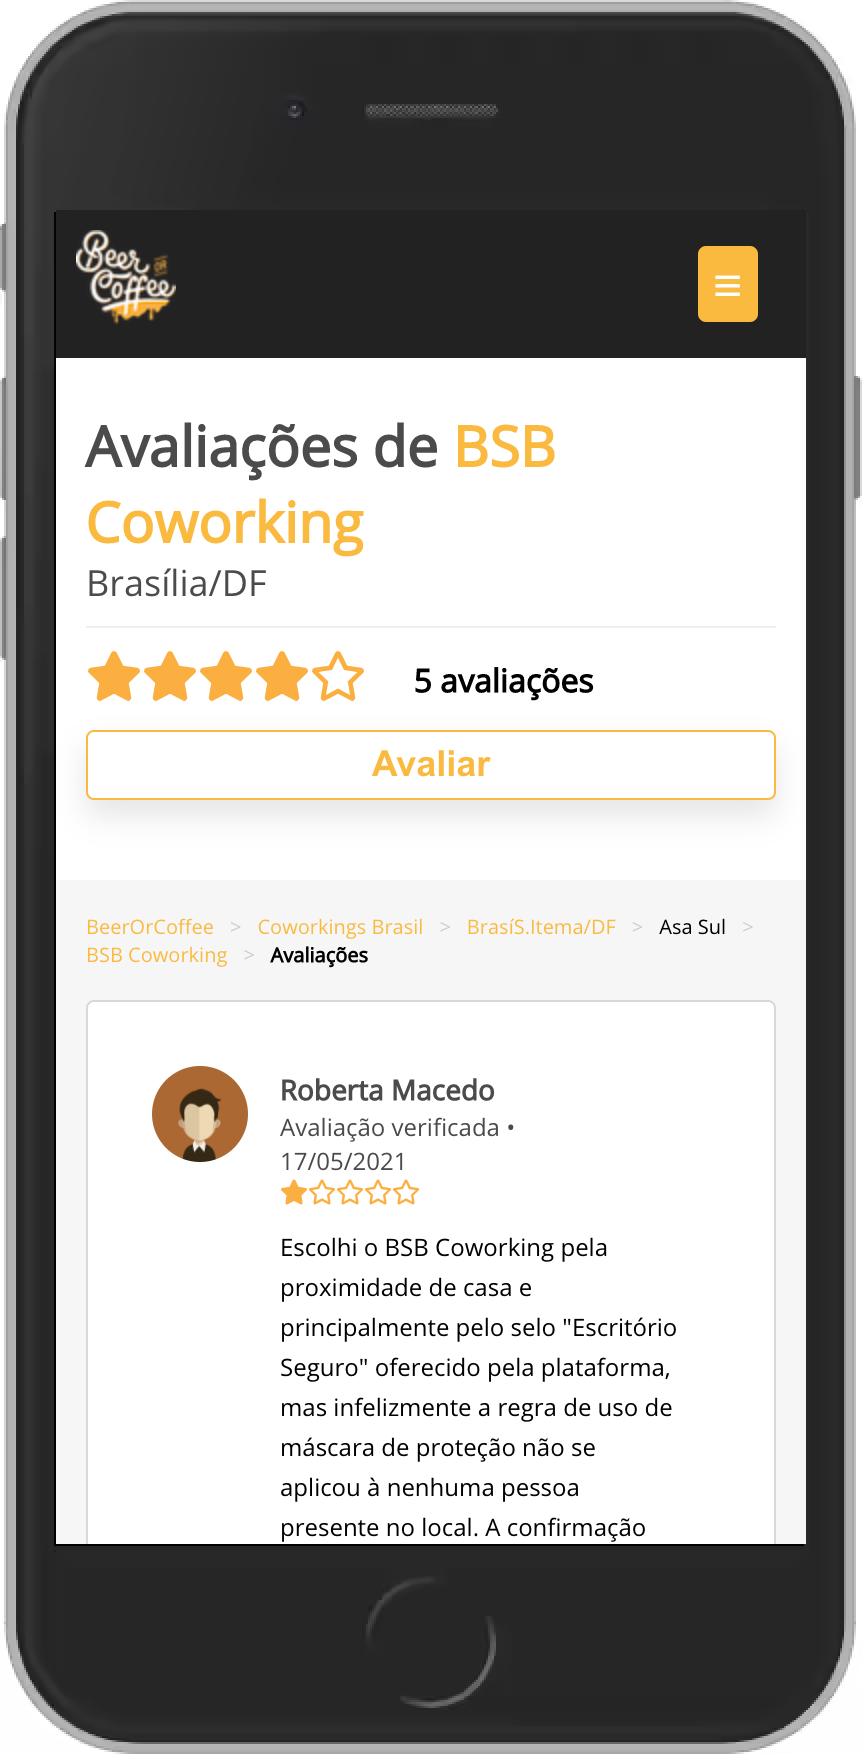 Beer OR
Coffee
Avaliações de BSB
Coworking
Brasília/DF
5 avaliações
Avaliar
BeerOrCoffee > Coworkings Brasil > BrasíS.Itema/DF > Asa Sul >
BSB Coworking > Avaliações
Roberta Macedo
Avaliação verificada •
17/05/2021
Escolhi o BSB Coworking pela
proximidade de casa e
principalmente pelo selo "Escritório
Seguro" oferecido pela plataforma,
mas infelizmente a regra de uso de
máscara de proteção não se
aplicou à nenhuma pessoa
presente no local. A confirmação